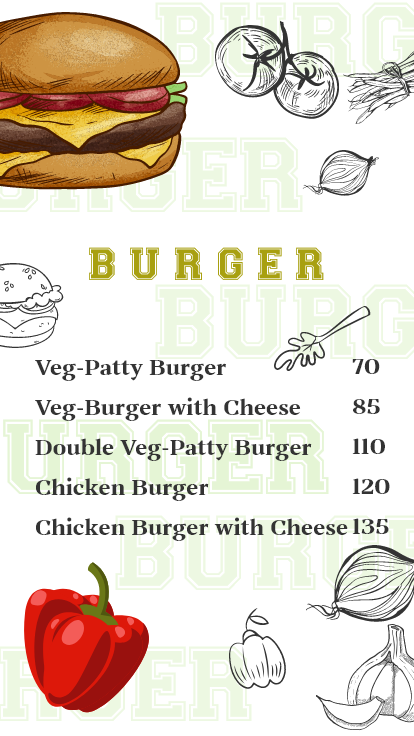 BURG
URGER
BURGER
BURG
Veg-Patty Burger 70
Veg-Burger with Cheese 85
URGER
Double Veg-Patty Burger 110
Chicken Burger 120
Chicken Burger with Cheese 135
BURG
RGER